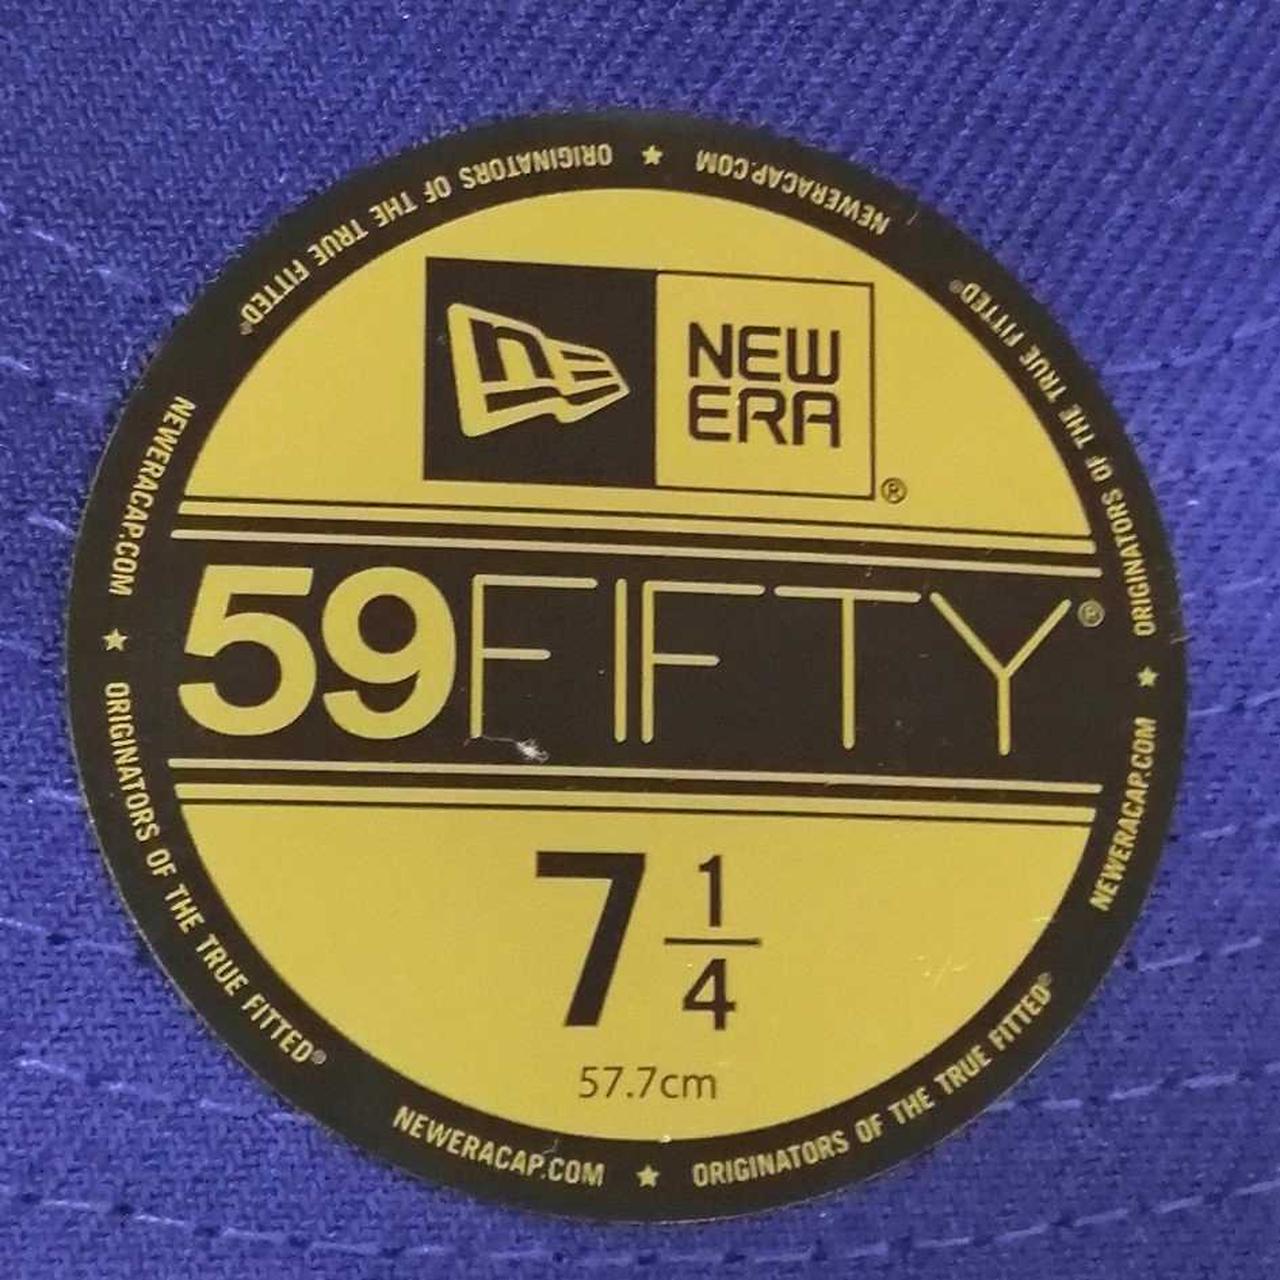 NEW
ERA
®
59FIFTY®
7 1/4
57.7cm
NEWERACAP.COM ★ ORIGINATORS OF THE TRUE FITTED®
NEWERACAP.COM ★ ORIGINATORS OF THE TRUE FITTED®
NEWERACAP.COM ★ ORIGINATORS OF THE TRUE FITTED®
NEWERACAP.COM ★ ORIGINATORS OF THE TRUE FITTED®